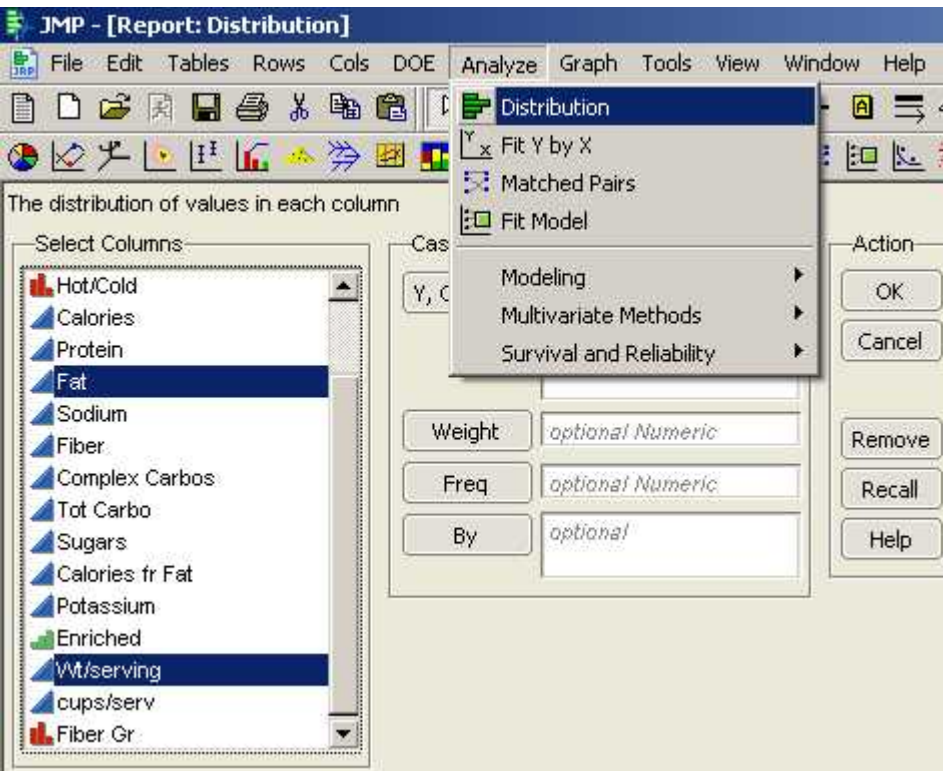 JMP - [Report: Distribution]
File Edit Tables Rows Cols DOE Analyze Graph Tools View Window Help
Distribution
Fit Y by X
Matched Pairs
Fit Model
Modeling
Multivariate Methods
Survival and Reliability
The distribution of values in each column
Select Columns
Hot/Cold
Calories
Protein
Fat
Sodium
Fiber
Complex Carbos
Tot Carbo
Sugars
Calories fr Fat
Potassium
Enriched
Wt/serving
cups/serv
Fiber Gr
Cas
Y, C
Weight optional Numeric
Freq optional Numeric
By optional
Action
OK
Cancel
Remove
Recall
Help